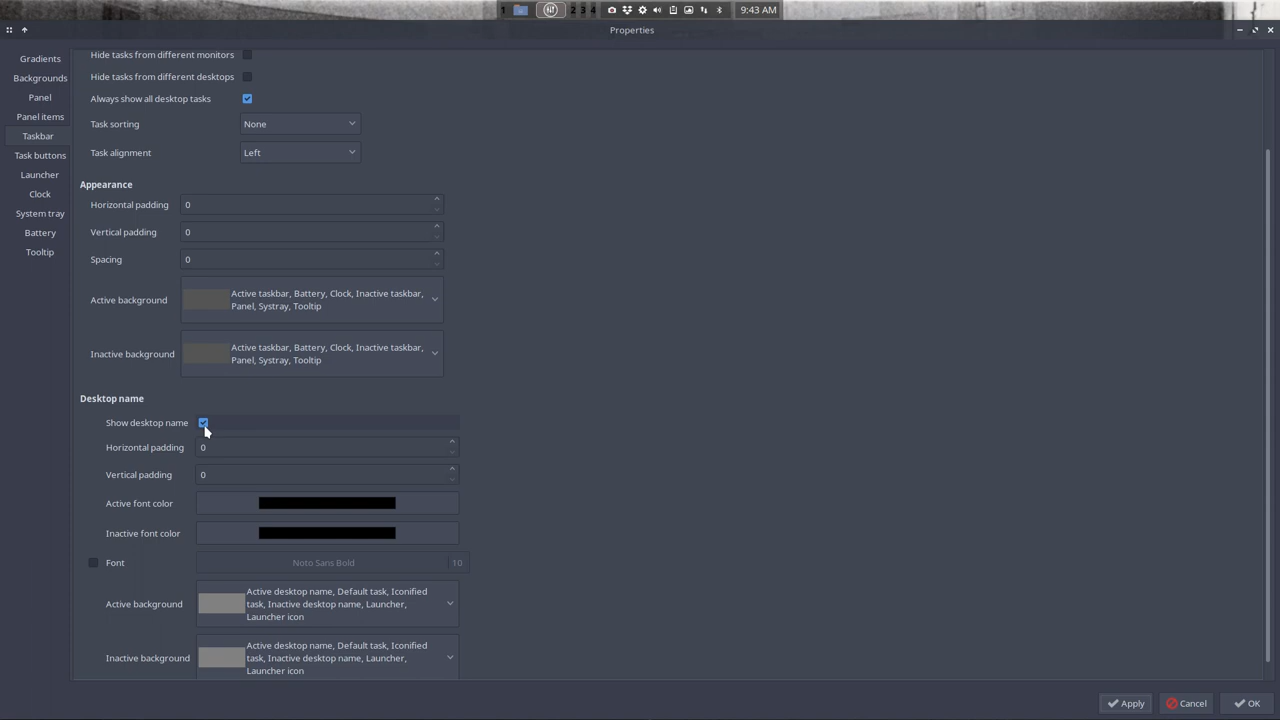 1 2 3 4 9:43 AM
Properties
Gradients
Backgrounds
Panel
Panel items
Taskbar
Task buttons
Launcher
Clock
System tray
Battery
Tooltip
Hide tasks from different monitors
Hide tasks from different desktops
Always show all desktop tasks
Task sorting None
Task alignment Left
Appearance
Horizontal padding 0
Vertical padding 0
Spacing 0
Active background Active taskbar, Battery, Clock, Inactive taskbar,
Panel, Systray, Tooltip
Inactive background Active taskbar, Battery, Clock, Inactive taskbar,
Panel, Systray, Tooltip
Desktop name
Show desktop name
Horizontal padding 0
Vertical padding 0
Active font color
Inactive font color
Font Noto Sans Bold 10
Active background Active desktop name, Default task, Iconified
task, Inactive desktop name, Launcher,
Launcher icon
Inactive background Active desktop name, Default task, Iconified
task, Inactive desktop name, Launcher,
Launcher icon
Apply Cancel OK